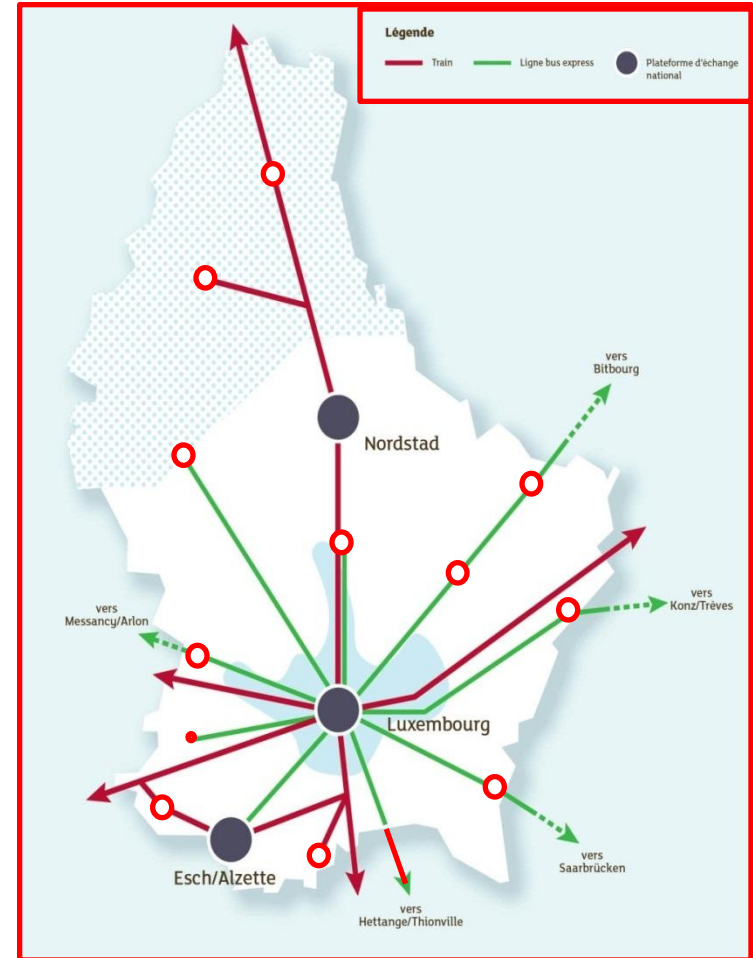 Légende
Train
Ligne bus express
Plateforme d'échange
national
vers
Bitbourg
Nordstad
vers
Konz/Trèves
vers
Messancy/Arlon
Luxembourg
vers
Saarbrücken
Esch/Alzette
vers
Hettange/Thionville